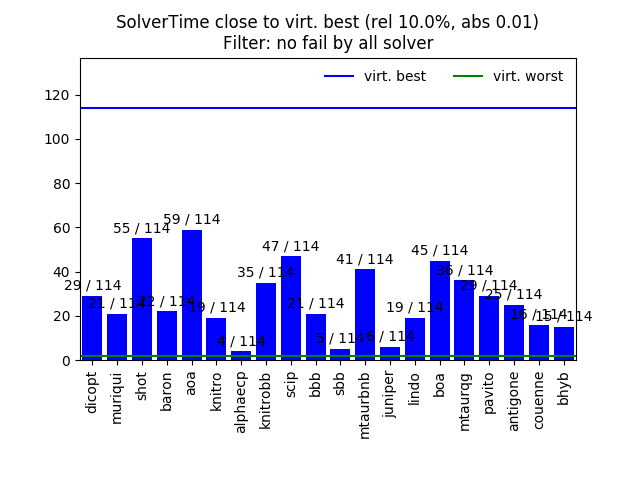 SolverTime close to virt. best (rel 10.0%, abs 0.01)
Filter: no fail by all solver
virt. best
virt. worst
120
100
80
60
40
20
0
29 / 114
21 / 114
55 / 114
22 / 114
59 / 114
19 / 114
4 / 114
35 / 114
47 / 114
21 / 114
5 / 114
41 / 114
6 / 114
19 / 114
45 / 114
36 / 114
29 / 114
25 / 114
16 / 114
15 / 114
dicopt
muriqui
shot
baron
aoa
knitro
alphaecp
knitrobb
scip
bbb
sbb
mtaurbnb
juniper
lindo
boa
mtaurqg
pavito
antigone
couenne
bhyb